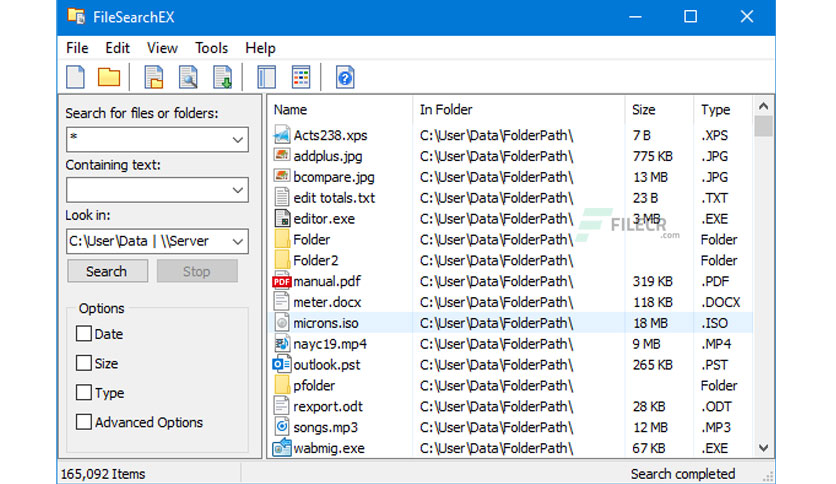 FileSearchEX
File Edit View Tools Help
Search for files or folders:
*
Containing text:
Look in:
C:\User\Data | \\Server
Search Stop
Options
Date
Size
Type
Advanced Options
Name In Folder Size Type
Acts238.xps C:\User\Data\FolderPath\ 7 B .XPS
addplus.jpg C:\User\Data\FolderPath\ 775 KB .JPG
bcompare.jpg C:\User\Data\FolderPath\ 13 MB .JPG
edit totals.txt C:\User\Data\FolderPath\ 23 B .TXT
editor.exe C:\User\Data\FolderPath\ 3 MB .EXE
Folder C:\User\Data\FolderPath\ Folder
Folder2 C:\User\Data\FolderPath\ Folder
PDF manual.pdf C:\User\Data\FolderPath\ 319 KB .PDF
meter.docx C:\User\Data\FolderPath\ 118 KB .DOCX
microns.iso C:\User\Data\FolderPath\ 18 MB .ISO
nayc19.mp4 C:\User\Data\FolderPath\ 9 MB .MP4
outlook.pst C:\User\Data\FolderPath\ 265 KB .PST
pfolder C:\User\Data\FolderPath\ Folder
rexport.odt C:\User\Data\FolderPath\ 28 KB .ODT
songs.mp3 C:\User\Data\FolderPath\ 12 MB .MP3
wabmig.exe C:\User\Data\FolderPath\ 67 KB .EXE
FILECR
.com
165,092 Items Search completed